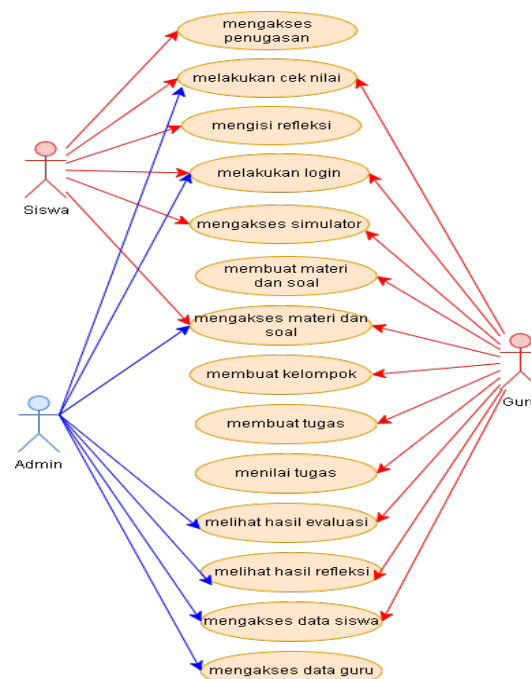 mengakses
penugasan
melakukan cek nilai
mengisi refleksi
melakukan login
Siswa
mengakses simulator
membuat materi
dan soal
mengakses materi dan
soal
membuat kelompok
Guru
membuat tugas
Admin
menilai tugas
melihat hasil evaluasi
melihat hasil refleksi
mengakses data siswa
mengakses data guru